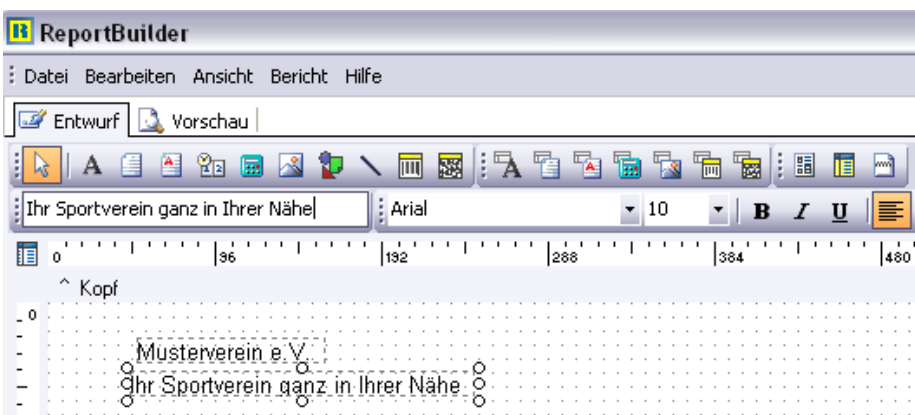 ReportBuilder
Datei Bearbeiten Ansicht Bericht Hilfe
Entwurf Vorschau
Ihr Sportverein ganz in Ihrer Nähe Arial 10 B I U
0 96 192 288 384 480
^ Kopf
0
Musterverein e.V.
Ihr Sportverein ganz in Ihrer Nähe